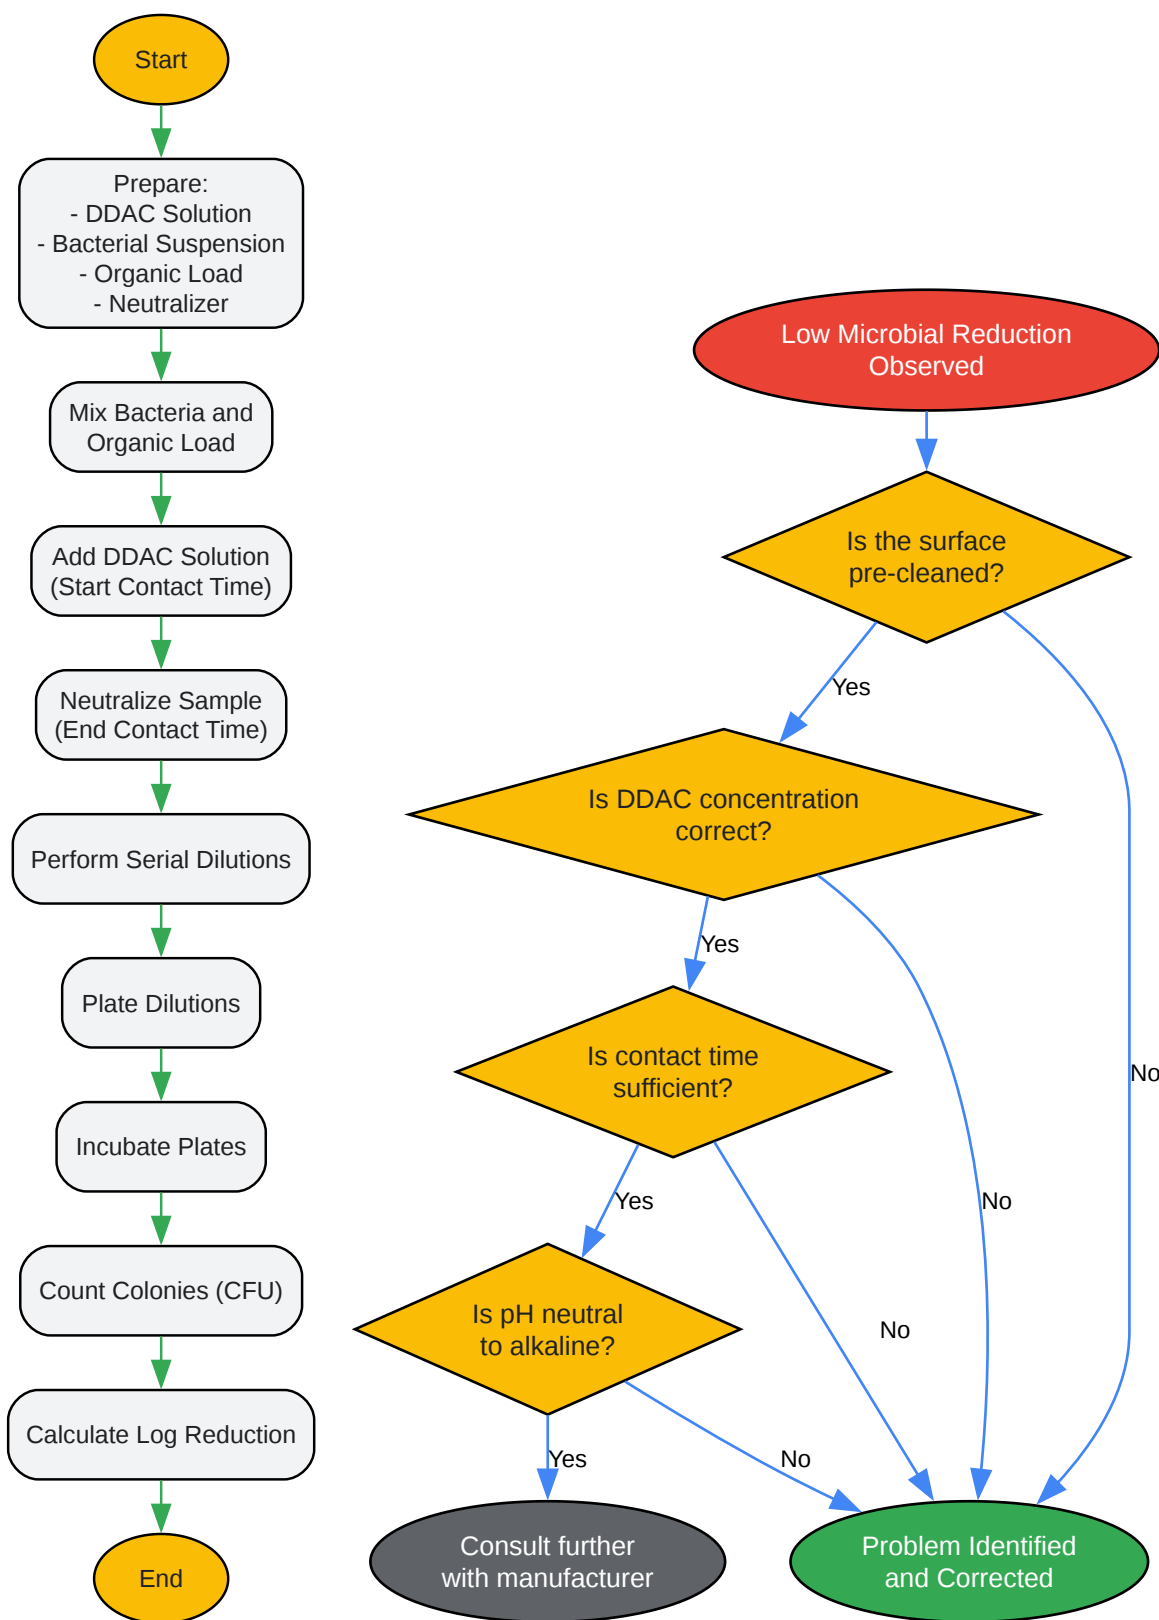 Start
Prepare:
- DDAC Solution
- Bacterial Suspension
- Organic Load
- Neutralizer
Mix Bacteria and
Organic Load
Add DDAC Solution
(Start Contact Time)
Neutralize Sample
(End Contact Time)
Perform Serial Dilutions
Plate Dilutions
Incubate Plates
Count Colonies (CFU)
Calculate Log Reduction
End
Low Microbial Reduction
Observed
Is the surface
pre-cleaned?
Yes
No
Is DDAC concentration
correct?
Yes
No
Is contact time
sufficient?
Yes
No
Is pH neutral
to alkaline?
Yes
No
Consult further
with manufacturer
Problem Identified
and Corrected